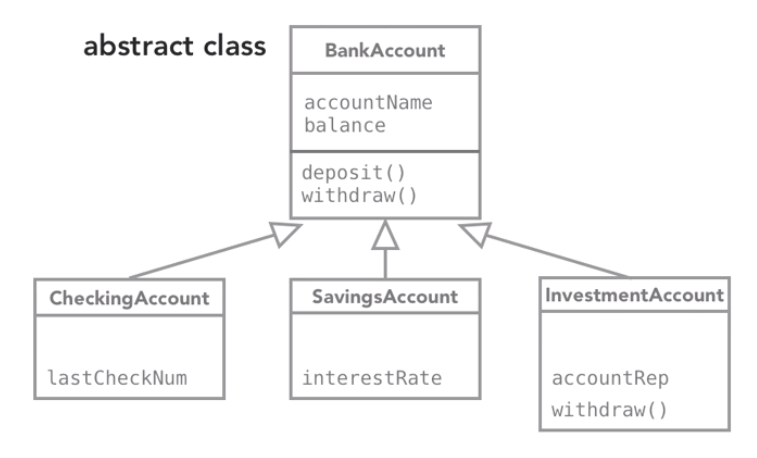 abstract class
BankAccount
accountName
balance
deposit()
withdraw()
CheckingAccount
lastCheckNum
SavingsAccount
interestRate
InvestmentAccount
accountRep
withdraw()